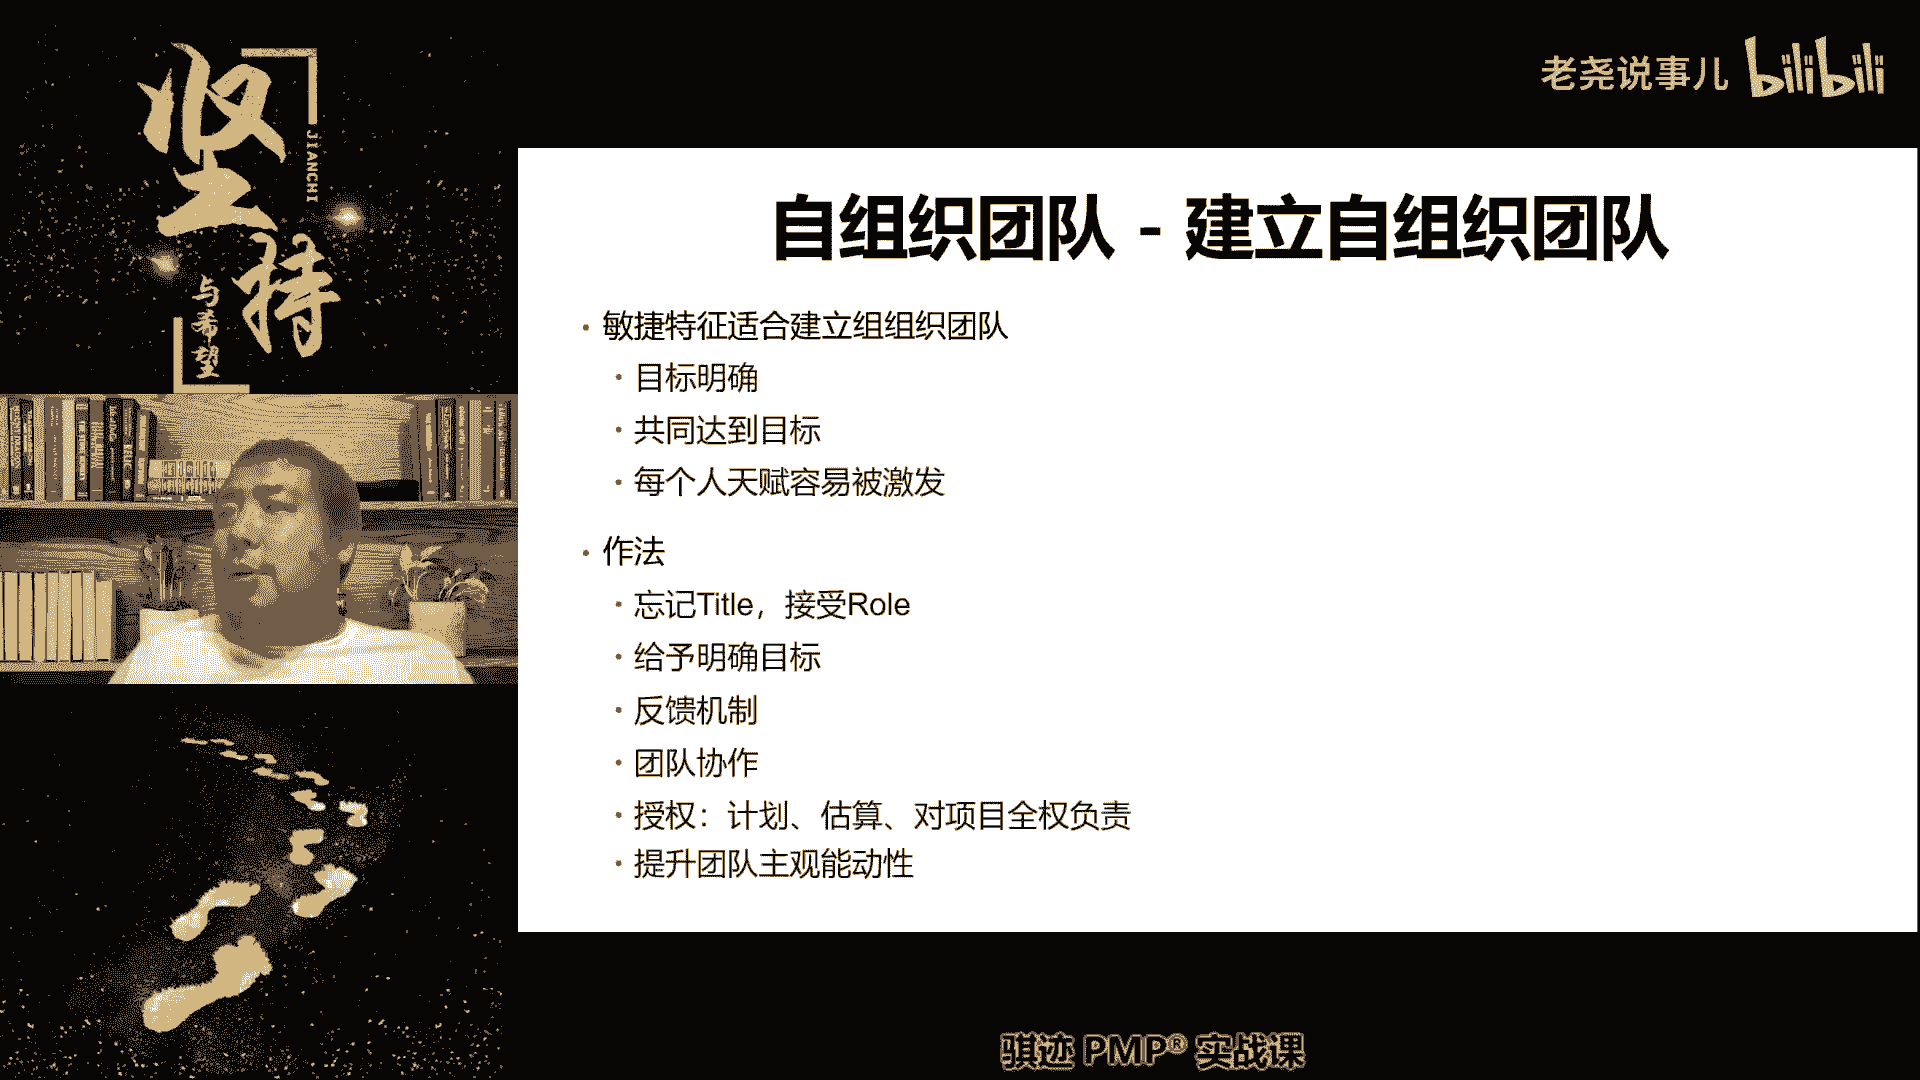 坚持
JIANCHI
与希望
老尧说事儿 bilibili
自组织团队 - 建立自组织团队
· 敏捷特征适合建立组组织团队
· 目标明确
· 共同达到目标
· 每个人天赋容易被激发
· 作法
· 忘记Title，接受Role
· 给予明确目标
· 反馈机制
· 团队协作
· 授权：计划、估算、对项目全权负责
· 提升团队主观能动性
骐迹 PMP® 实战课